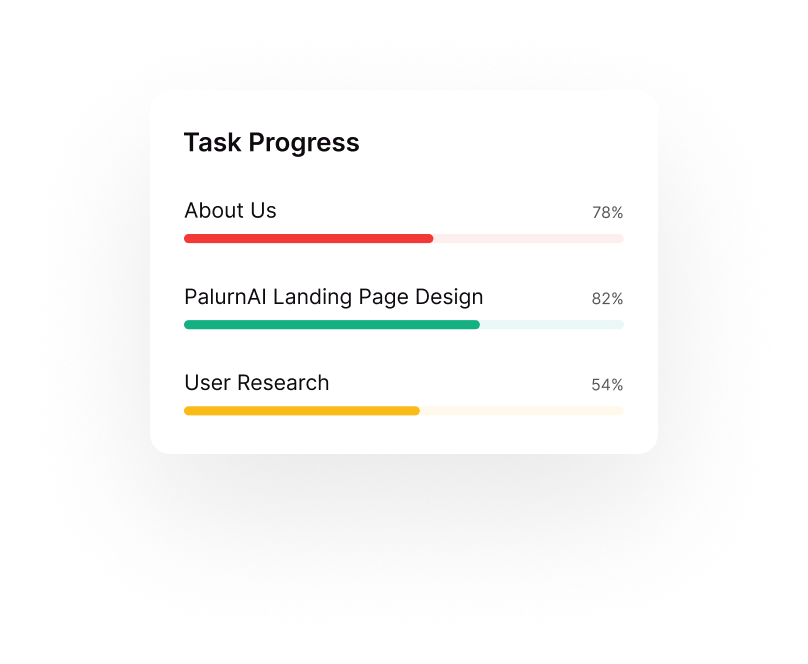 Task Progress
About Us 78%
PalurnAI Landing Page Design 82%
User Research 54%